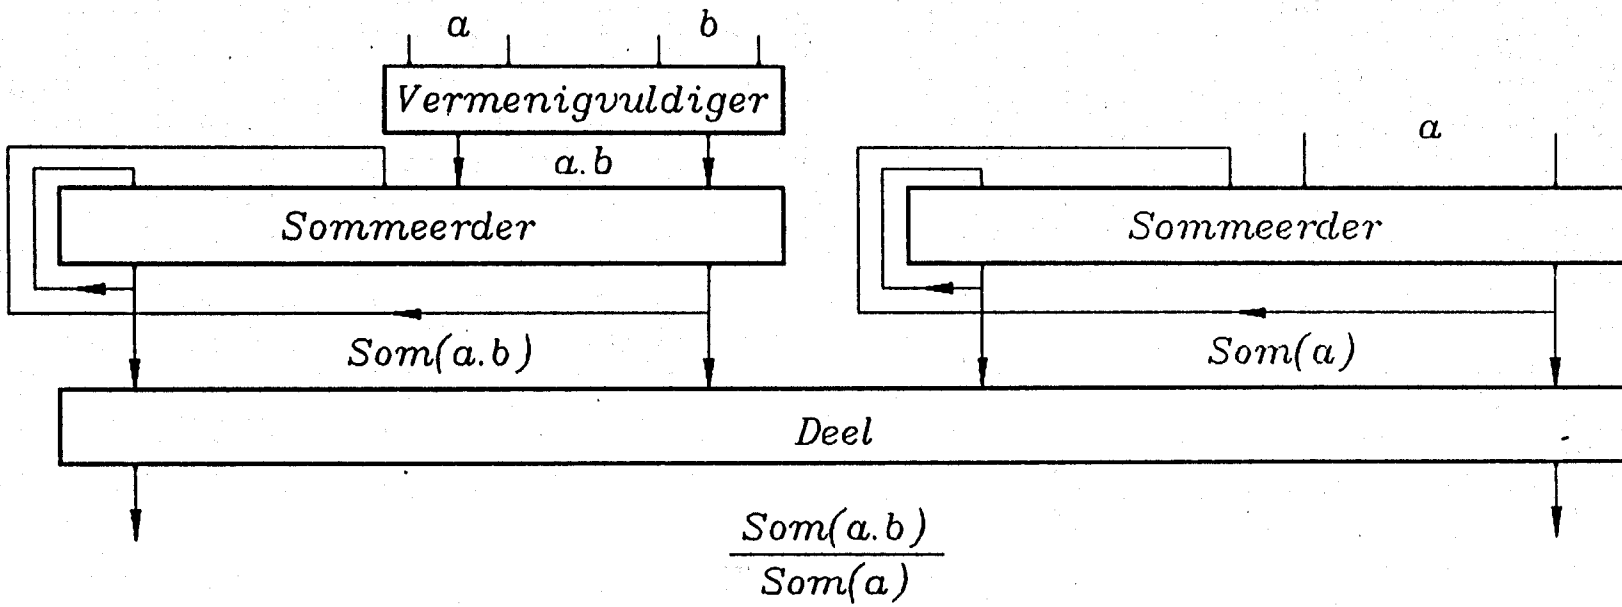 a b
Vermenigvuldiger
a.b
a
Sommeerder
Sommeerder
Som(a.b)
Som(a)
Deel
Som(a.b)
Som(a)